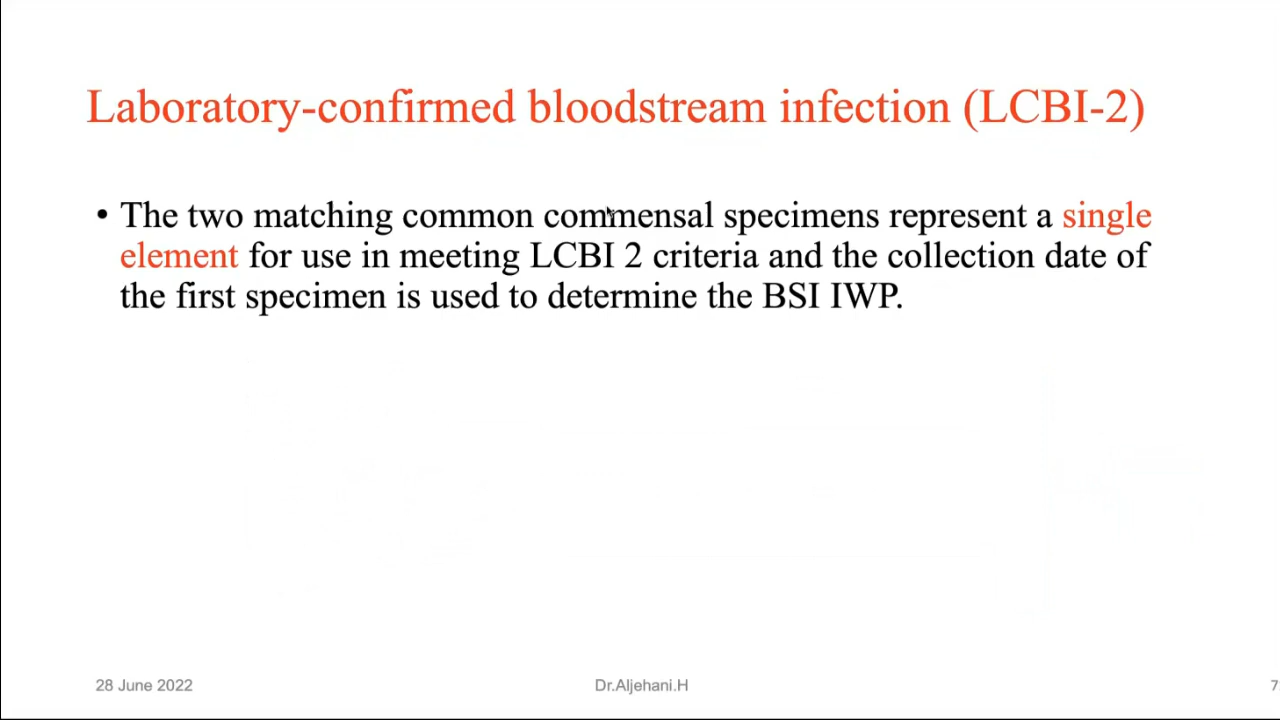 Laboratory-confirmed bloodstream infection (LCBI-2)
• The two matching common commensal specimens represent a single
element for use in meeting LCBI 2 criteria and the collection date of
the first specimen is used to determine the BSI IWP.
28 June 2022
Dr.Aljehani.H